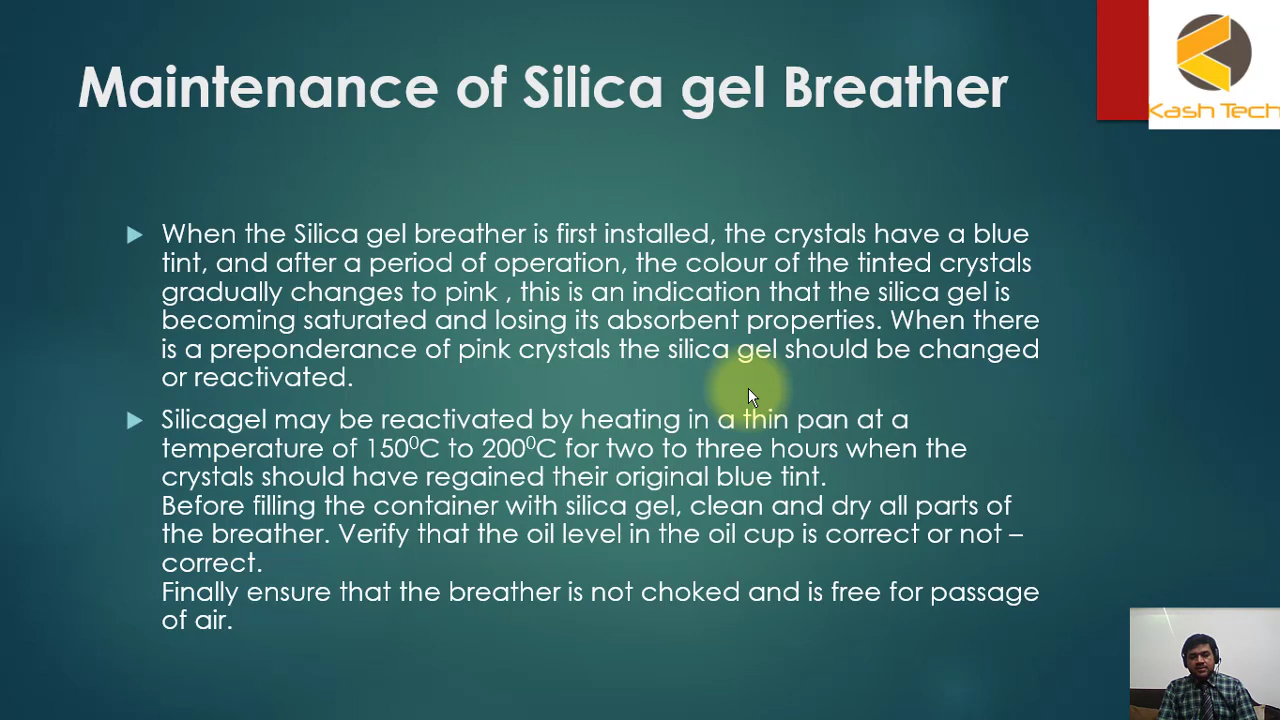 Maintenance of Silica gel Breather
Kash Tech
When the Silica gel breather is first installed, the crystals have a blue
tint, and after a period of operation, the colour of the tinted crystals
gradually changes to pink , this is an indication that the silica gel is
becoming saturated and losing its absorbent properties. When there
is a preponderance of pink crystals the silica gel should be changed
or reactivated.
Silicagel may be reactivated by heating in a thin pan at a
temperature of 150⁰C to 200⁰C for two to three hours when the
crystals should have regained their original blue tint.
Before filling the container with silica gel, clean and dry all parts of
the breather. Verify that the oil level in the oil cup is correct or not –
correct.
Finally ensure that the breather is not choked and is free for passage
of air.